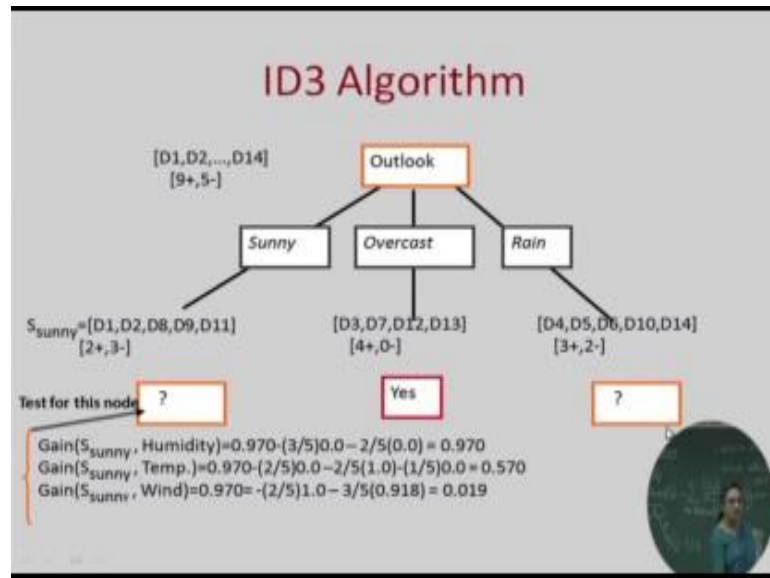 ID3 Algorithm
[D1,D2,...,D14]
[9+,5-]
Outlook
Sunny
Overcast
Rain
S_sunny=[D1,D2,D8,D9,D11]
[2+,3-]
[D3,D7,D12,D13]
[4+,0-]
[D4,D5,D6,D10,D14]
[3+,2-]
Test for this node
?
Yes
?
Gain(S_sunny , Humidity)=0.970-(3/5)0.0 – 2/5(0.0) = 0.970
Gain(S_sunny , Temp.)=0.970-(2/5)0.0 – 2/5(1.0)-(1/5)0.0 = 0.570
Gain(S_sunny , Wind)=0.970= -(2/5)1.0 – 3/5(0.918) = 0.019